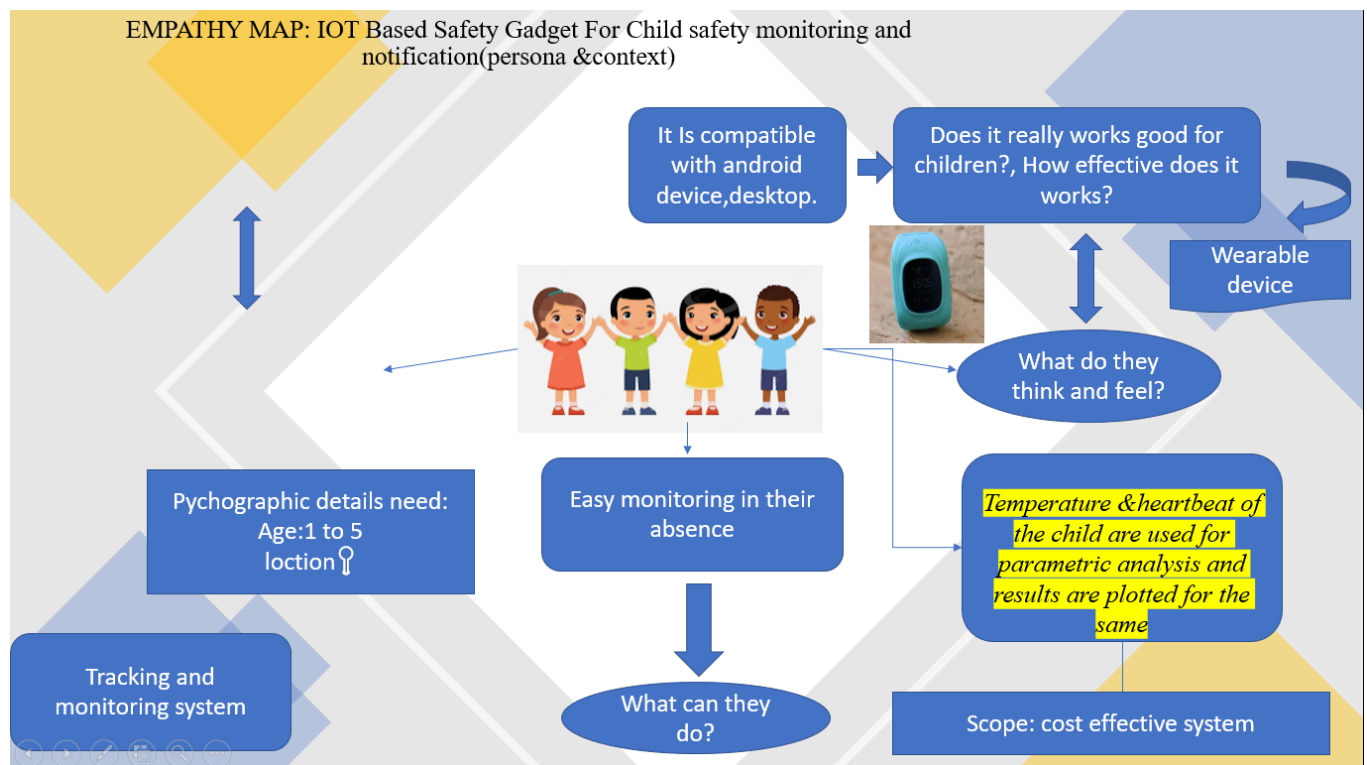 EMPATHY MAP: IOT Based Safety Gadget For Child safety monitoring and
notification(persona &context)
It Is compatible
with android
device,desktop.
Does it really works good for
children?, How effective does it
works?
Wearable
device
What do they
think and feel?
Pychographic details need:
Age:1 to 5
loction
Easy monitoring in their
absence
Temperature &heartbeat of
the child are used for
parametric analysis and
results are plotted for the
same
Tracking and
monitoring system
What can they
do?
Scope: cost effective system